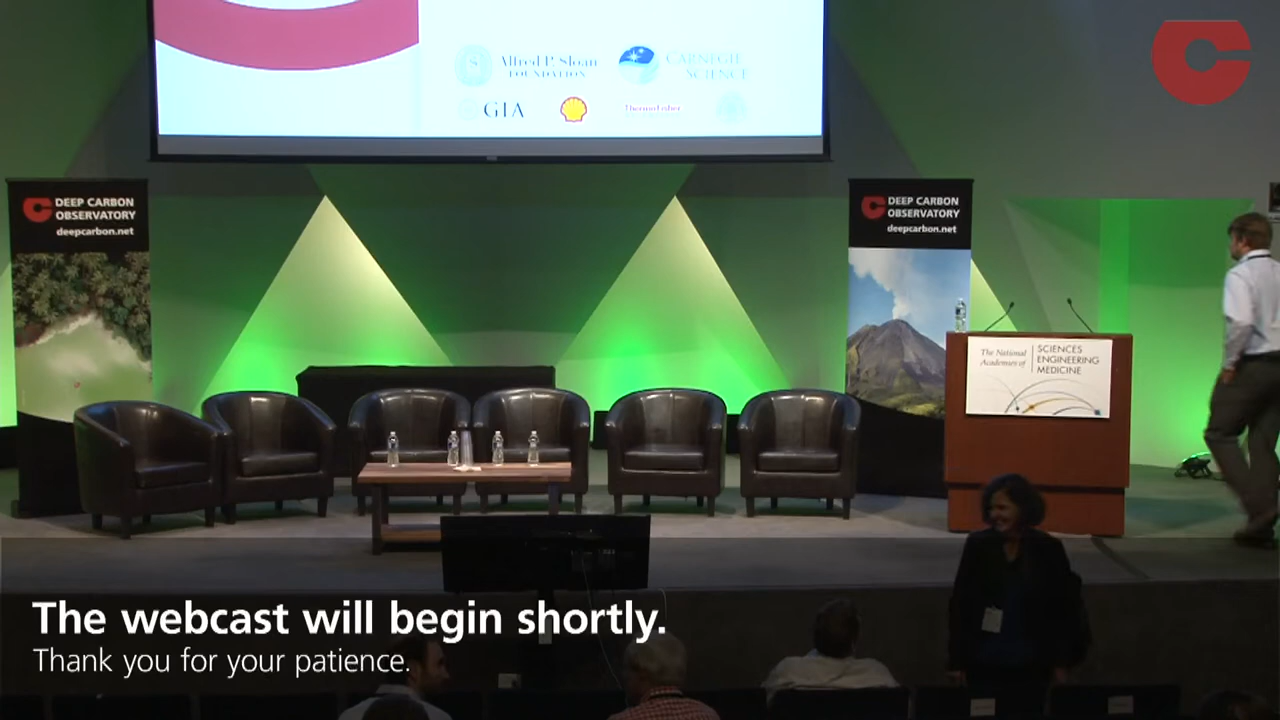 Alfred P. Sloan
FOUNDATION
CARNEGIE
SCIENCE
GIA
ThermoFisher
DEEP CARBON
OBSERVATORY
deepcarbon.net
DEEP CARBON
OBSERVATORY
deepcarbon.net
The National
Academies of
SCIENCES
ENGINEERING
MEDICINE
The webcast will begin shortly.
Thank you for your patience.